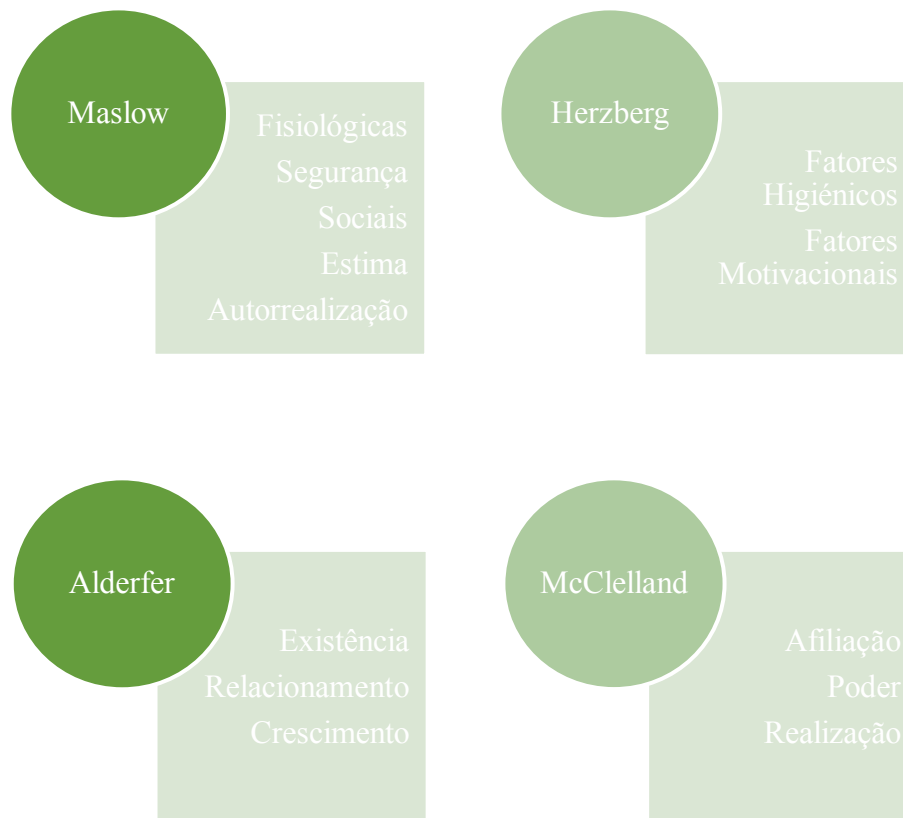 Maslow
Fisiológicas
Segurança
Sociais
Estima
Autorrealização
Herzberg
Fatores
Higiénicos
Fatores
Motivacionais
Alderfer
Existência
Relacionamento
Crescimento
McClelland
Afiliação
Poder
Realização